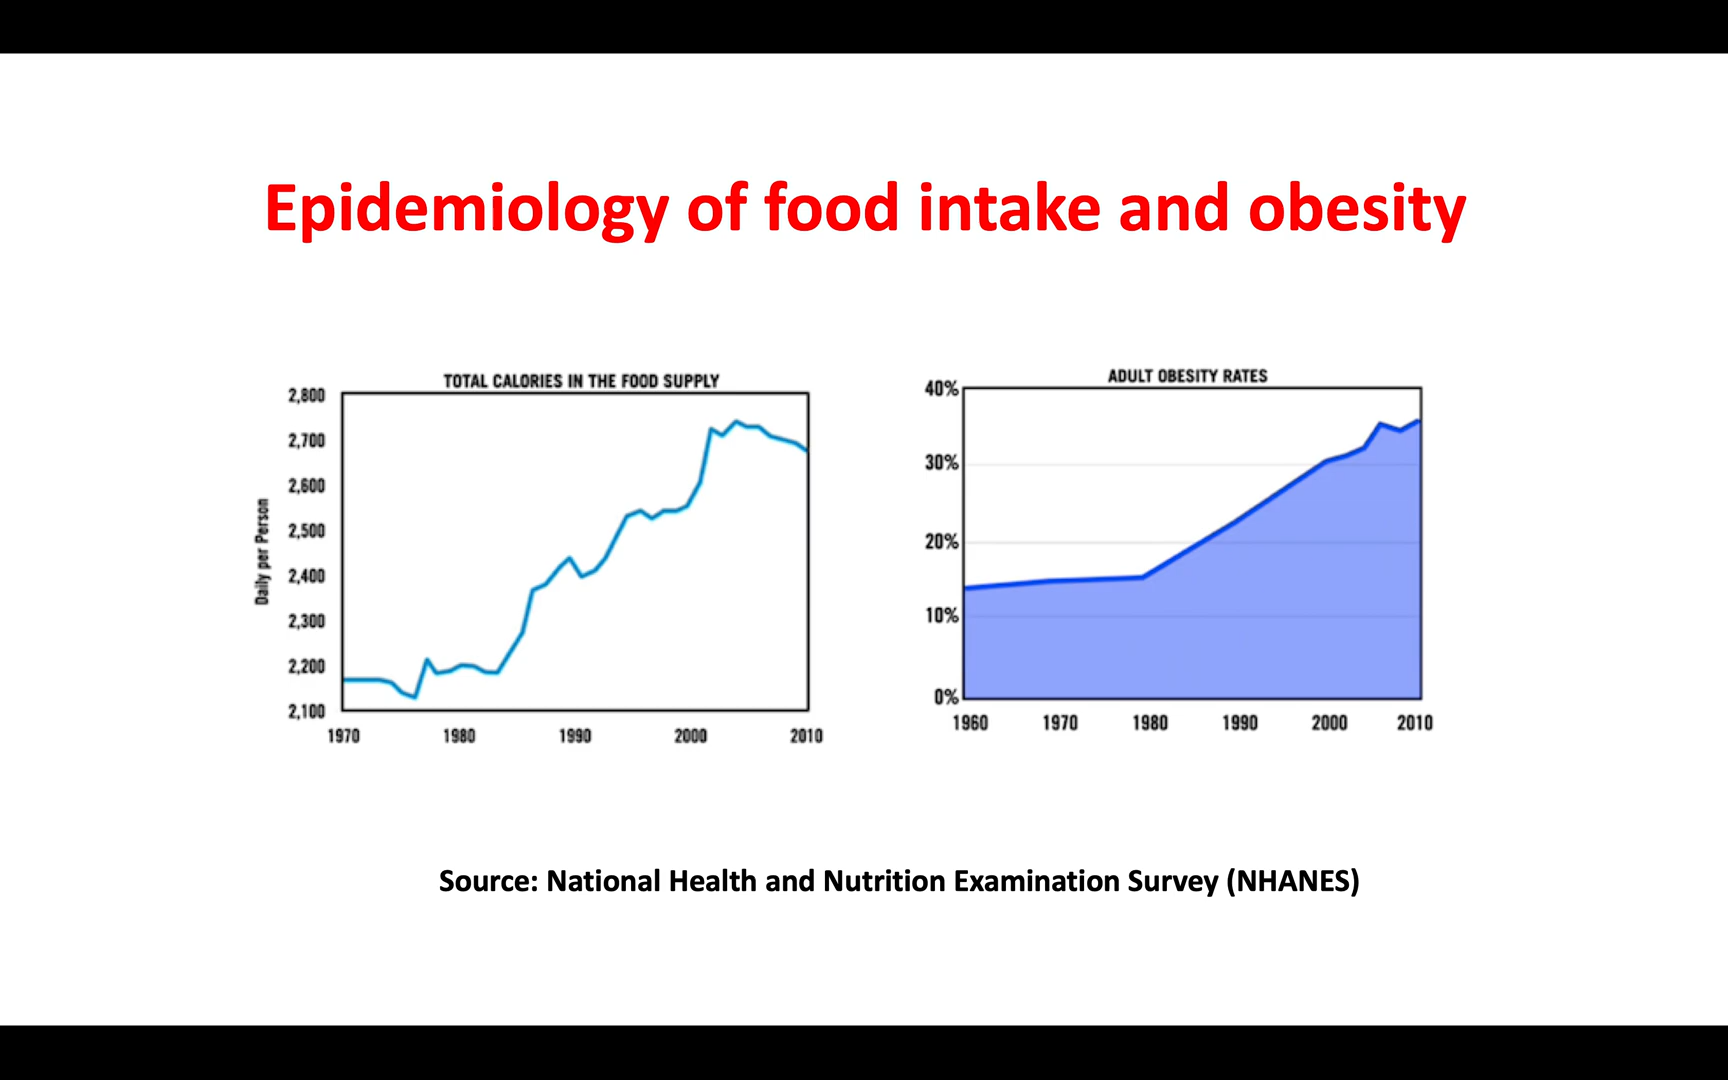 Epidemiology of food intake and obesity
TOTAL CALORIES IN THE FOOD SUPPLY
Daily per Person
2,800
2,700
2,600
2,500
2,400
2,300
2,200
2,100
1970 1980 1990 2000 2010
ADULT OBESITY RATES
40%
30%
20%
10%
0%
1960 1970 1980 1990 2000 2010
Source: National Health and Nutrition Examination Survey (NHANES)